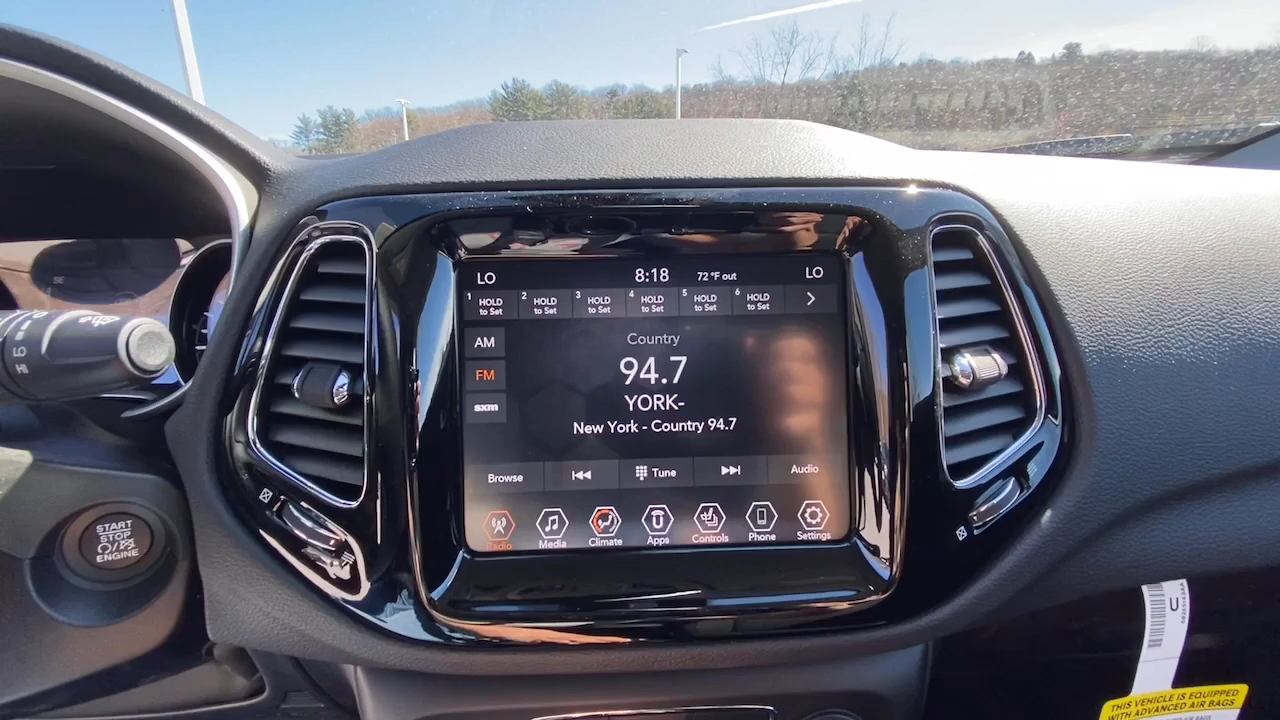 LO
8:18
72 °F out
LO
1 HOLD to Set
2 HOLD to Set
3 HOLD to Set
4 HOLD to Set
5 HOLD to Set
6 HOLD to Set
AM
FM
sxm
Country
94.7
YORK-
New York - Country 94.7
Browse
Tune
Audio
Radio
Media
Climate
Apps
Controls
Phone
Settings
START
STOP
ENGINE
HI
SE
U
THIS VEHICLE IS EQUIPPED
WITH ADVANCED AIR BAGS